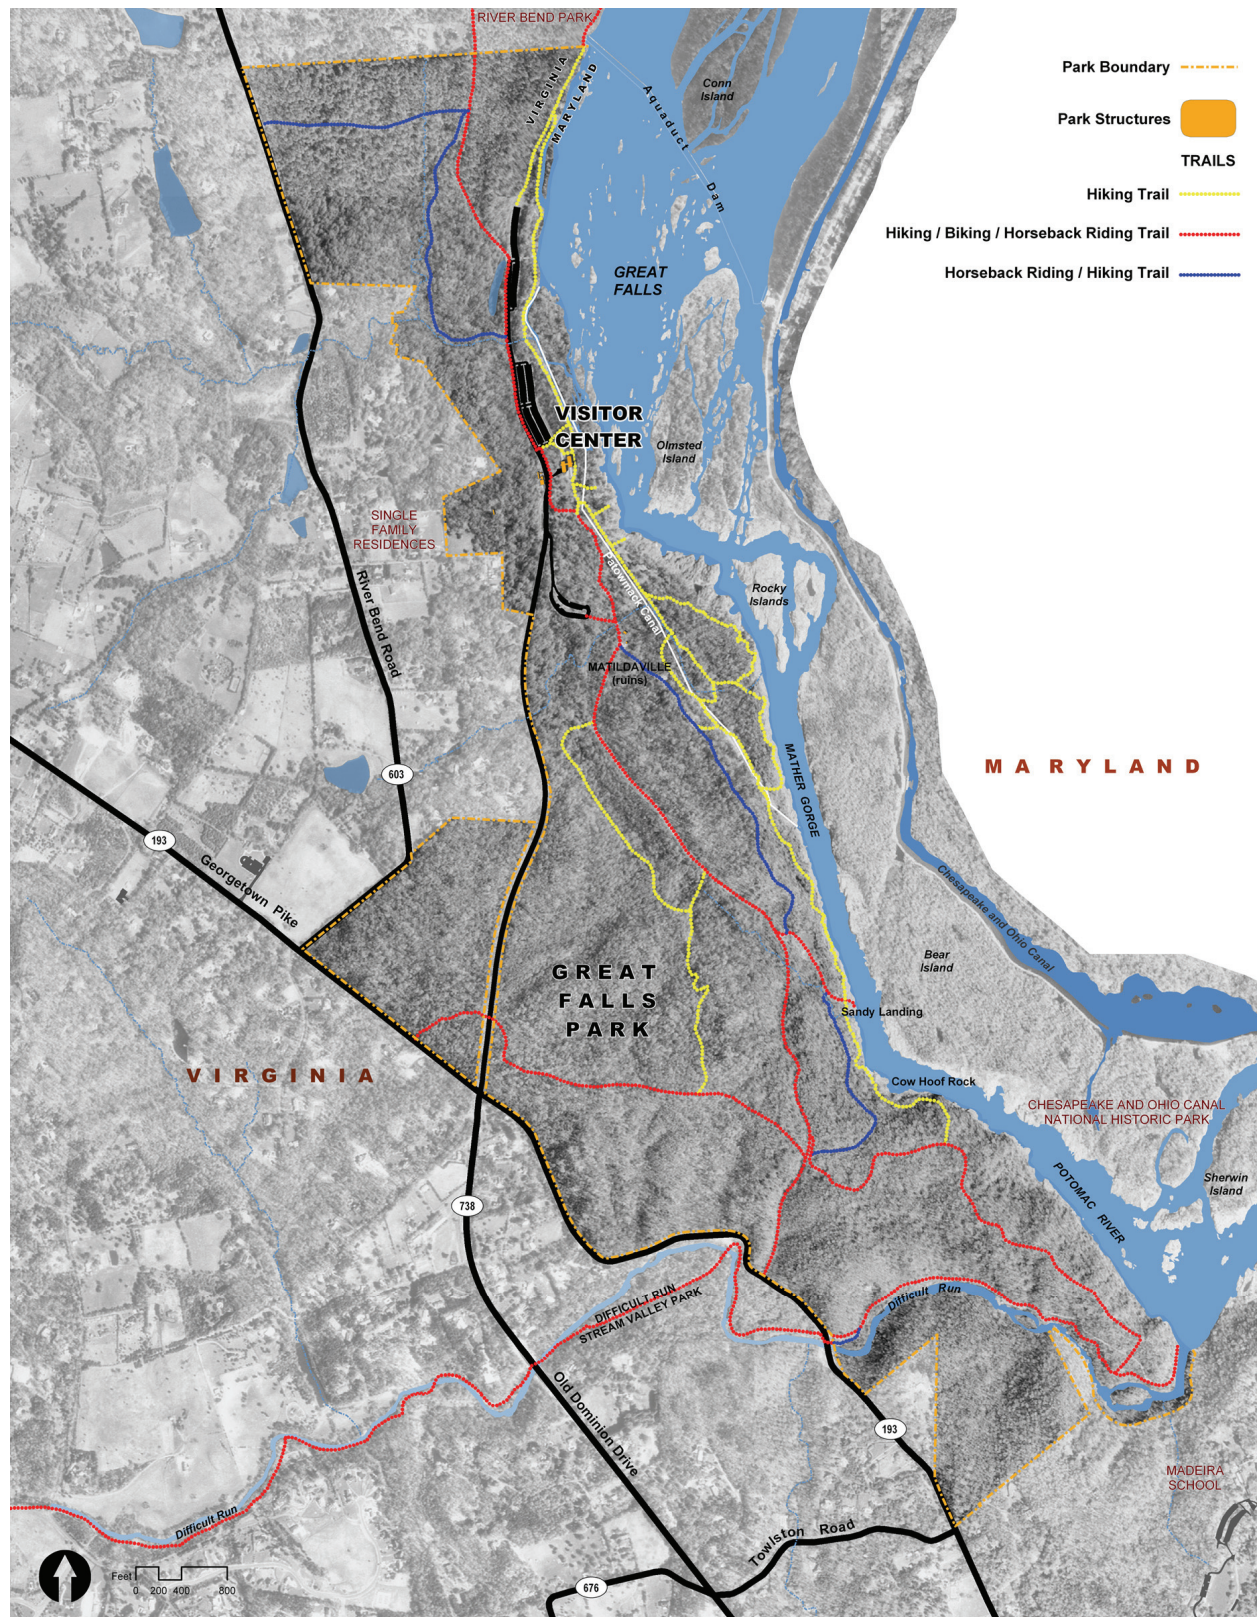 RIVER BEND PARK
Park Boundary
Park Structures
TRAILS
Hiking Trail
Hiking / Biking / Horseback Riding Trail
Horseback Riding / Hiking Trail
VIRGINIA
MARYLAND
Conn
Island
Aquaduct Dam
GREAT
FALLS
VISITOR
CENTER
Olmsted
Island
SINGLE
FAMILY
RESIDENCES
River Bend Road
Patowmack Canal
Rocky
Islands
MATILDAVILLE
(ruins)
MATHER GORGE
MARYLAND
603
193
Georgetown Pike
Chesapeake and Ohio Canal
Bear
Island
GREAT
FALLS
PARK
Sandy Landing
VIRGINIA
Cow Hoof Rock
CHESAPEAKE AND OHIO CANAL
NATIONAL HISTORIC PARK
POTOMAC RIVER
Sherwin
Island
738
DIFFICULT RUN
STREAM VALLEY PARK
Difficult Run
Old Dominion Drive
193
MADEIRA
SCHOOL
Difficult Run
Towlston Road
676
Feet
0 200 400 800